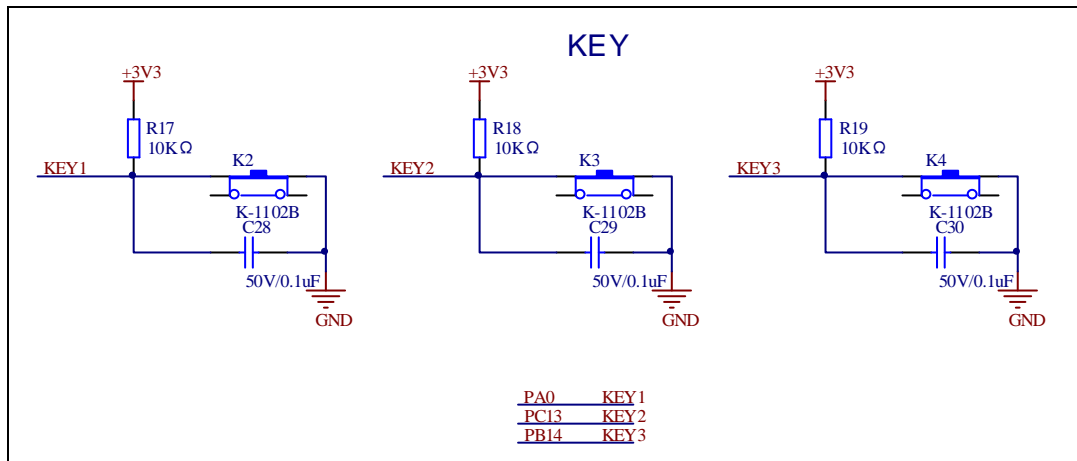 KEY
+3V3 +3V3 +3V3
R17 R18 R19
10KΩ 10KΩ 10KΩ
KEY1 K2 KEY2 K3 KEY3 K4
K-1102B K-1102B K-1102B
C28 C29 C30
50V/0.1uF 50V/0.1uF 50V/0.1uF
GND GND GND
PA0 KEY1
PC13 KEY2
PB14 KEY3